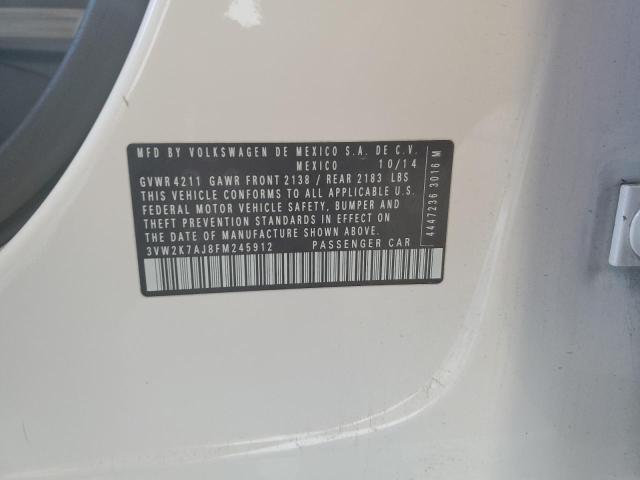 MFD BY VOLKSWAGEN DE MEXICO S.A. DE C.V.
MEXICO 10/14
GVWR 4211 GAWR FRONT 2138 / REAR 2183 LBS
THIS VEHICLE CONFORMS TO ALL APPLICABLE U.S.
FEDERAL MOTOR VEHICLE SAFETY, BUMPER AND
THEFT PREVENTION STANDARDS IN EFFECT ON
THE DATE OF MANUFACTURE SHOWN ABOVE.
3VW2K7AJ8FM245912 PASSENGER CAR
4447236 3016 M